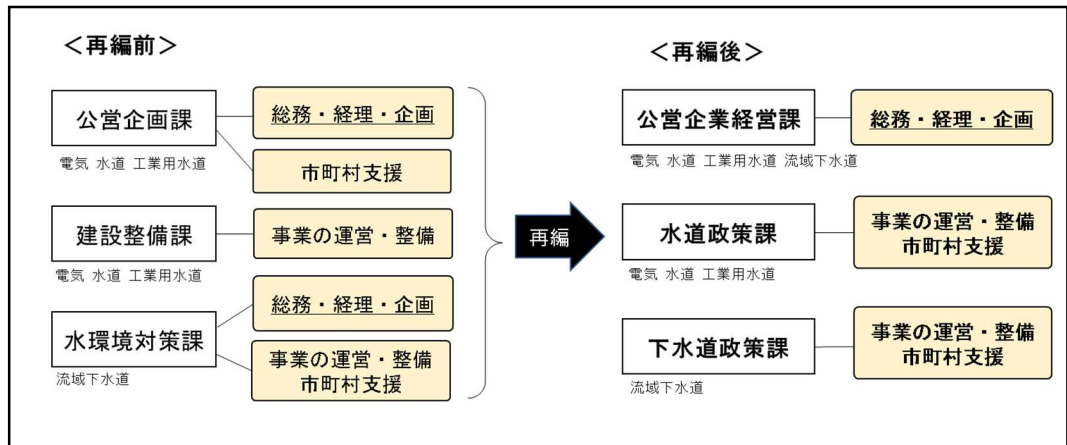 ＜再編前＞
公営企画課
電気 水道 工業用水道
総務・経理・企画
市町村支援
建設整備課
電気 水道 工業用水道
事業の運営・整備
水環境対策課
流域下水道
総務・経理・企画
事業の運営・整備
市町村支援
再編
＜再編後＞
公営企業経営課
電気 水道 工業用水道 流域下水道
総務・経理・企画
水道政策課
電気 水道 工業用水道
事業の運営・整備
市町村支援
下水道政策課
流域下水道
事業の運営・整備
市町村支援